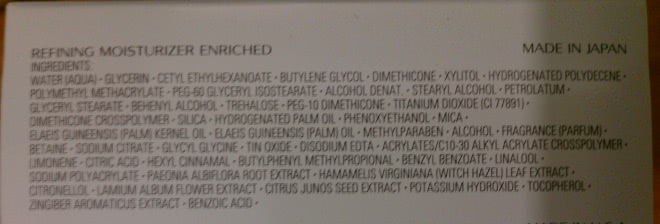 REFINING MOISTURIZER ENRICHED MADE IN JAPAN
INGREDIENTS:
WATER (AQUA) • GLYCERIN • CETYL ETHYLHEXANOATE • BUTYLENE GLYCOL • DIMETHICONE • XYLITOL • HYDROGENATED POLYDECENE •
POLYMETHYL METHACRYLATE • PEG-60 GLYCERYL ISOSTEARATE • ALCOHOL DENAT. • STEARYL ALCOHOL • PETROLATUM •
GLYCERYL STEARATE • BEHENYL ALCOHOL • TREHALOSE • PEG-10 DIMETHICONE • TITANIUM DIOXIDE (CI 77891) •
DIMETHICONE CROSSPOLYMER • SILICA • HYDROGENATED PALM OIL • PHENOXYETHANOL • MICA •
ELAEIS GUINEENSIS (PALM) KERNEL OIL • ELAEIS GUINEENSIS (PALM) OIL • METHYLPARABEN • ALCOHOL • FRAGRANCE (PARFUM) •
BETAINE • SODIUM CITRATE • GLYCYL GLYCINE • TIN OXIDE • DISODIUM EDTA • ACRYLATES/C10-30 ALKYL ACRYLATE CROSSPOLYMER •
LIMONENE • CITRIC ACID • HEXYL CINNAMAL • BUTYLPHENYL METHYLPROPIONAL • BENZYL BENZOATE • LINALOOL •
SODIUM POLYACRYLATE • PAEONIA ALBIFLORA ROOT EXTRACT • HAMAMELIS VIRGINIANA (WITCH HAZEL) LEAF EXTRACT •
CITRONELLOL • LAMIUM ALBUM FLOWER EXTRACT • CITRUS JUNOS SEED EXTRACT • POTASSIUM HYDROXIDE • TOCOPHEROL •
ZINGIBER AROMATICUS EXTRACT • BENZOIC ACID •